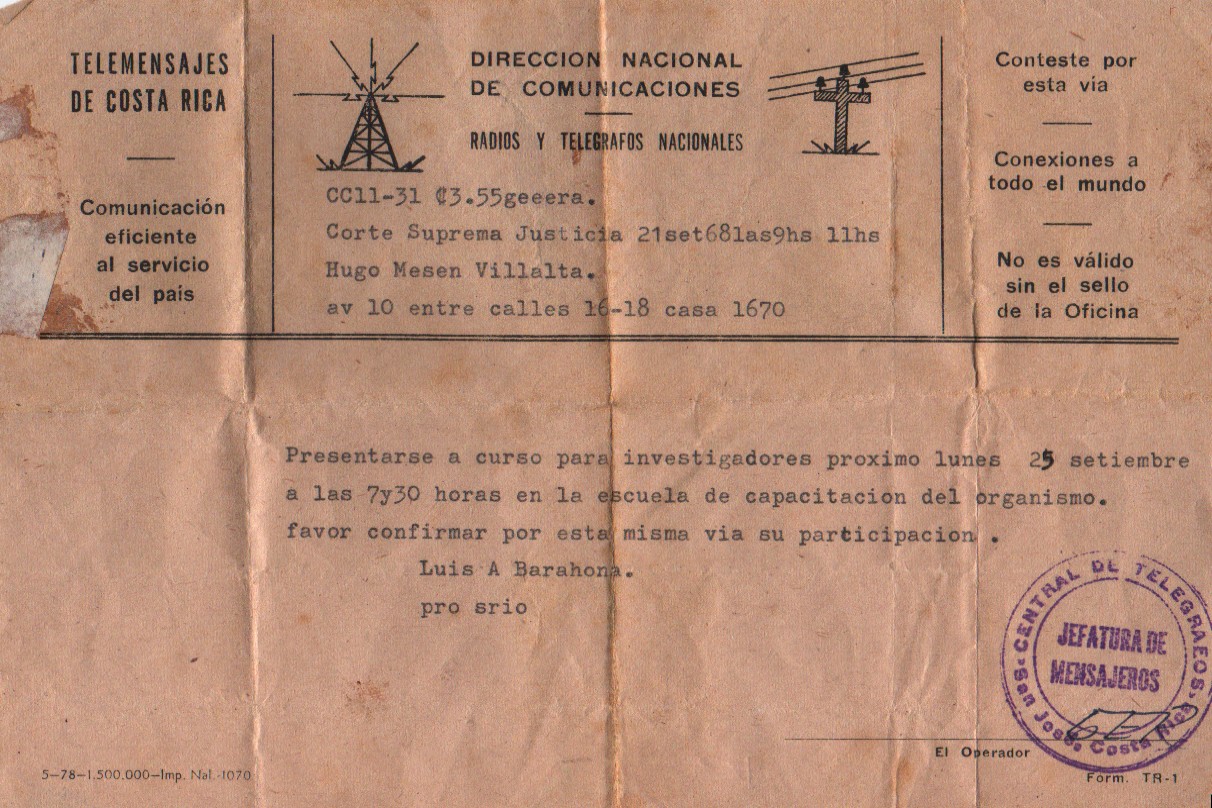 TELEMENSAJES
DE COSTA RICA
Comunicación
eficiente
al servicio
del país
DIRECCION NACIONAL
DE COMUNICACIONES
RADIOS Y TELEGRAFOS NACIONALES
Conteste por
esta vía
Conexiones a
todo el mundo
No es válido
sin el sello
de la Oficina
CC11-31 ₡3.55geeera.
Corte Suprema Justicia 21set681as9hs 11hs
Hugo Mesen Villalta.
av 10 entre calles 16-18 casa 1670
Presentarse a curso para investigadores proximo lunes 25 setiembre
a las 7y30 horas en la escuela de capacitacion del organismo.
favor confirmar por esta misma via su participacion .
Luis A Barahona.
pro srio
CENTRAL DE TELEGRAFOS
JEFATURA DE
MENSAJEROS
San José, Costa Rica
El Operador
5-78-1.500.000-Imp. Nal.-1070
Form. TR-1